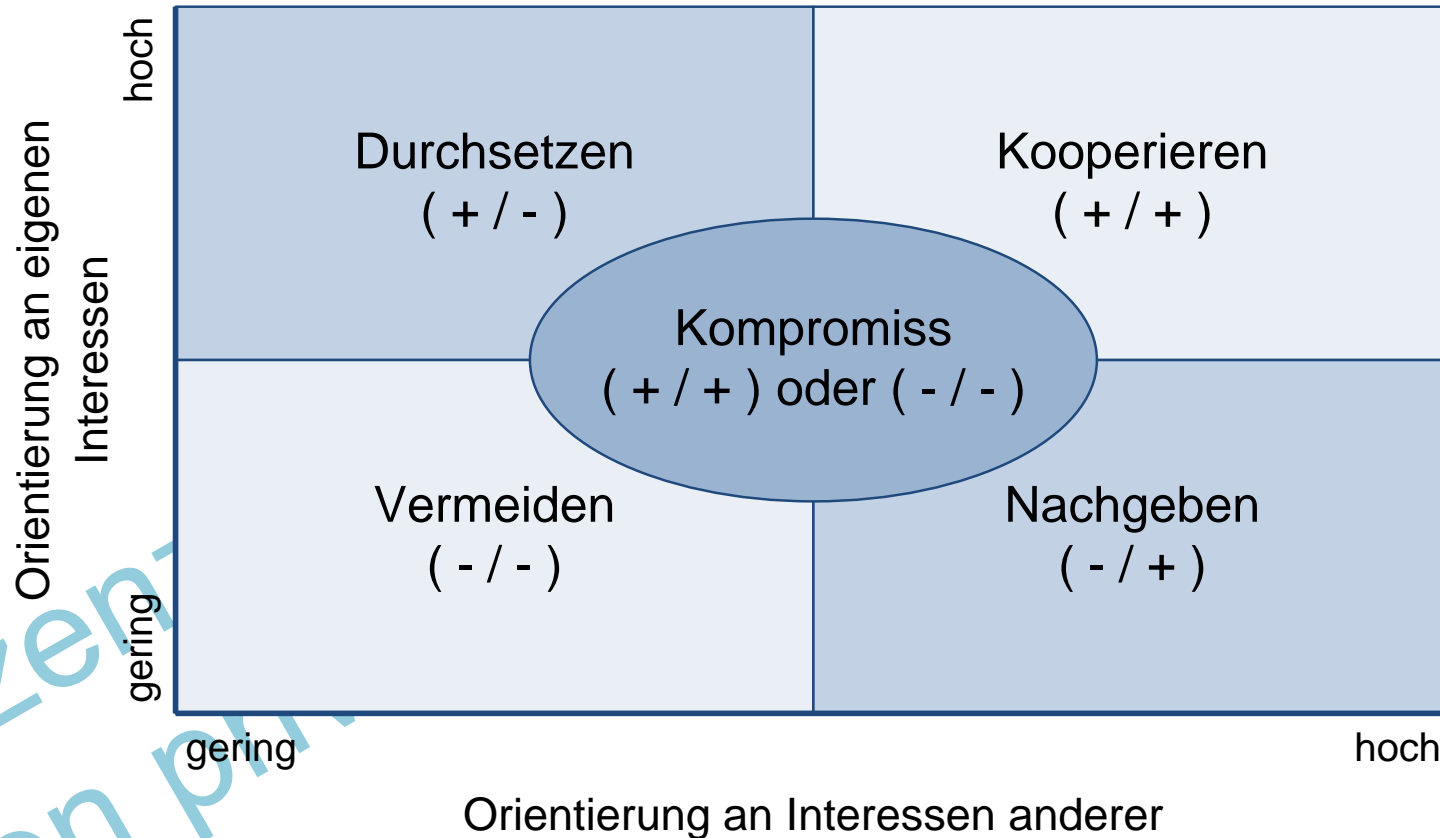 hoch
Durchsetzen
( + / - )
Kooperieren
( + / + )
Orientierung an eigenen
Interessen
Kompromiss
( + / + ) oder ( - / - )
Vermeiden
( - / - )
Nachgeben
( - / + )
gering
gering
hoch
Orientierung an Interessen anderer